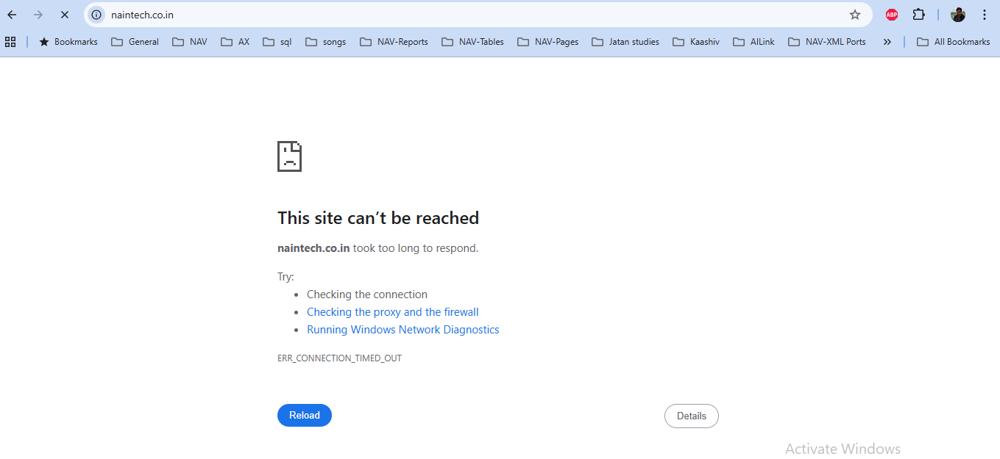 naintech.co.in
ABP
Bookmarks General NAV AX sql songs NAV-Reports NAV-Tables NAV-Pages Jatan studies Kaashiv AILink NAV-XML Ports » All Bookmarks
This site can’t be reached
naintech.co.in took too long to respond.
Try:
• Checking the connection
• Checking the proxy and the firewall
• Running Windows Network Diagnostics
ERR_CONNECTION_TIMED_OUT
Reload Details
Activate Windows